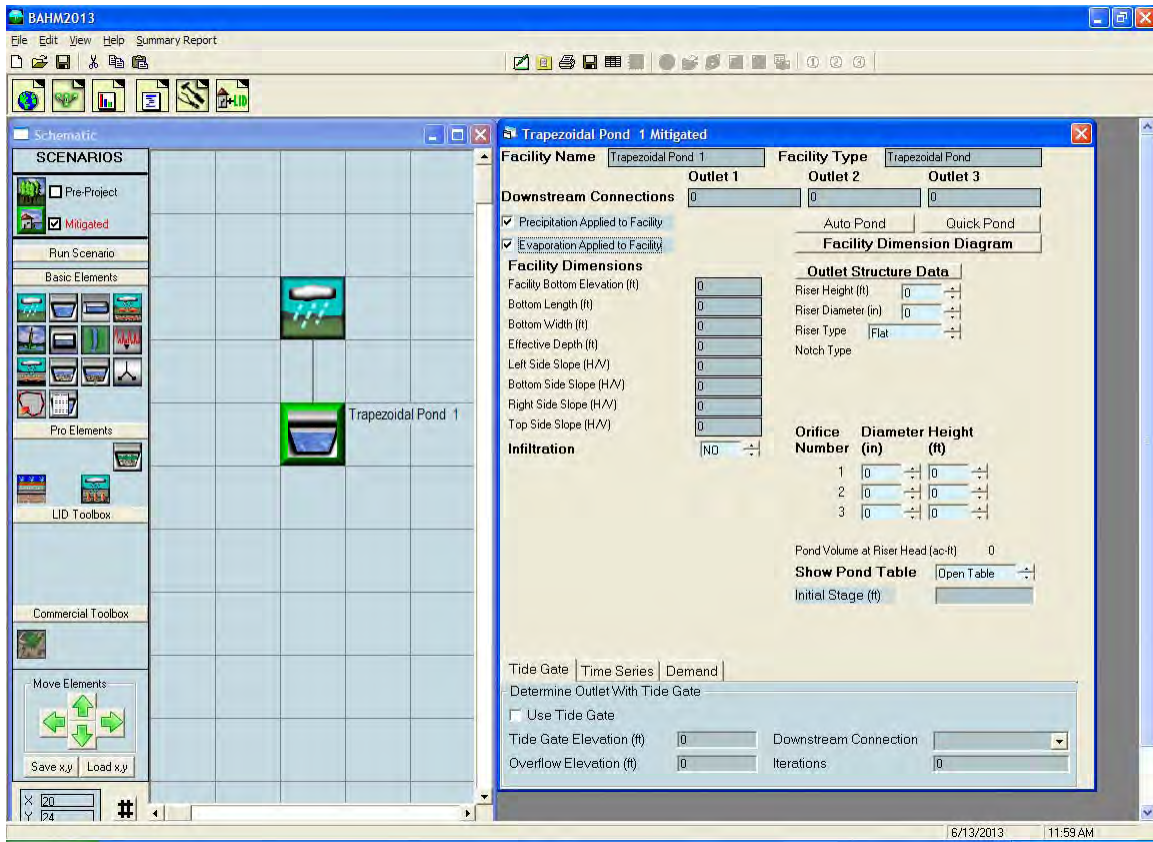 BAHM2013
File Edit View Help Summary Report
1 2 3
+LID
Schematic
SCENARIOS
Pre-Project
Mitigated
Run Scenario
Basic Elements
Pro Elements
LID Toolbox
Commercial Toolbox
Move Elements
Save x,y Load x,y
X 20
Y 24
#
Trapezoidal Pond 1
Trapezoidal Pond 1 Mitigated
Facility Name Trapezoidal Pond 1 Facility Type Trapezoidal Pond
Outlet 1 Outlet 2 Outlet 3
Downstream Connections 0 0 0
Precipitation Applied to Facility Auto Pond Quick Pond
Evaporation Applied to Facility Facility Dimension Diagram
Facility Dimensions
Facility Bottom Elevation (ft) 0
Bottom Length (ft) 0
Bottom Width (ft) 0
Effective Depth (ft) 0
Left Side Slope (H/V) 0
Bottom Side Slope (H/V) 0
Right Side Slope (H/V) 0
Top Side Slope (H/V) 0
Infiltration NO
Outlet Structure Data
Riser Height (ft) 0
Riser Diameter (in) 0
Riser Type Flat
Notch Type
Orifice Diameter Height
Number (in) (ft)
1 0 0
2 0 0
3 0 0
Pond Volume at Riser Head (ac-ft) 0
Show Pond Table Open Table
Initial Stage (ft)
Tide Gate Time Series Demand
Determine Outlet With Tide Gate
Use Tide Gate
Tide Gate Elevation (ft) 0 Downstream Connection
Overflow Elevation (ft) 0 Iterations 0
6/13/2013 11:59 AM